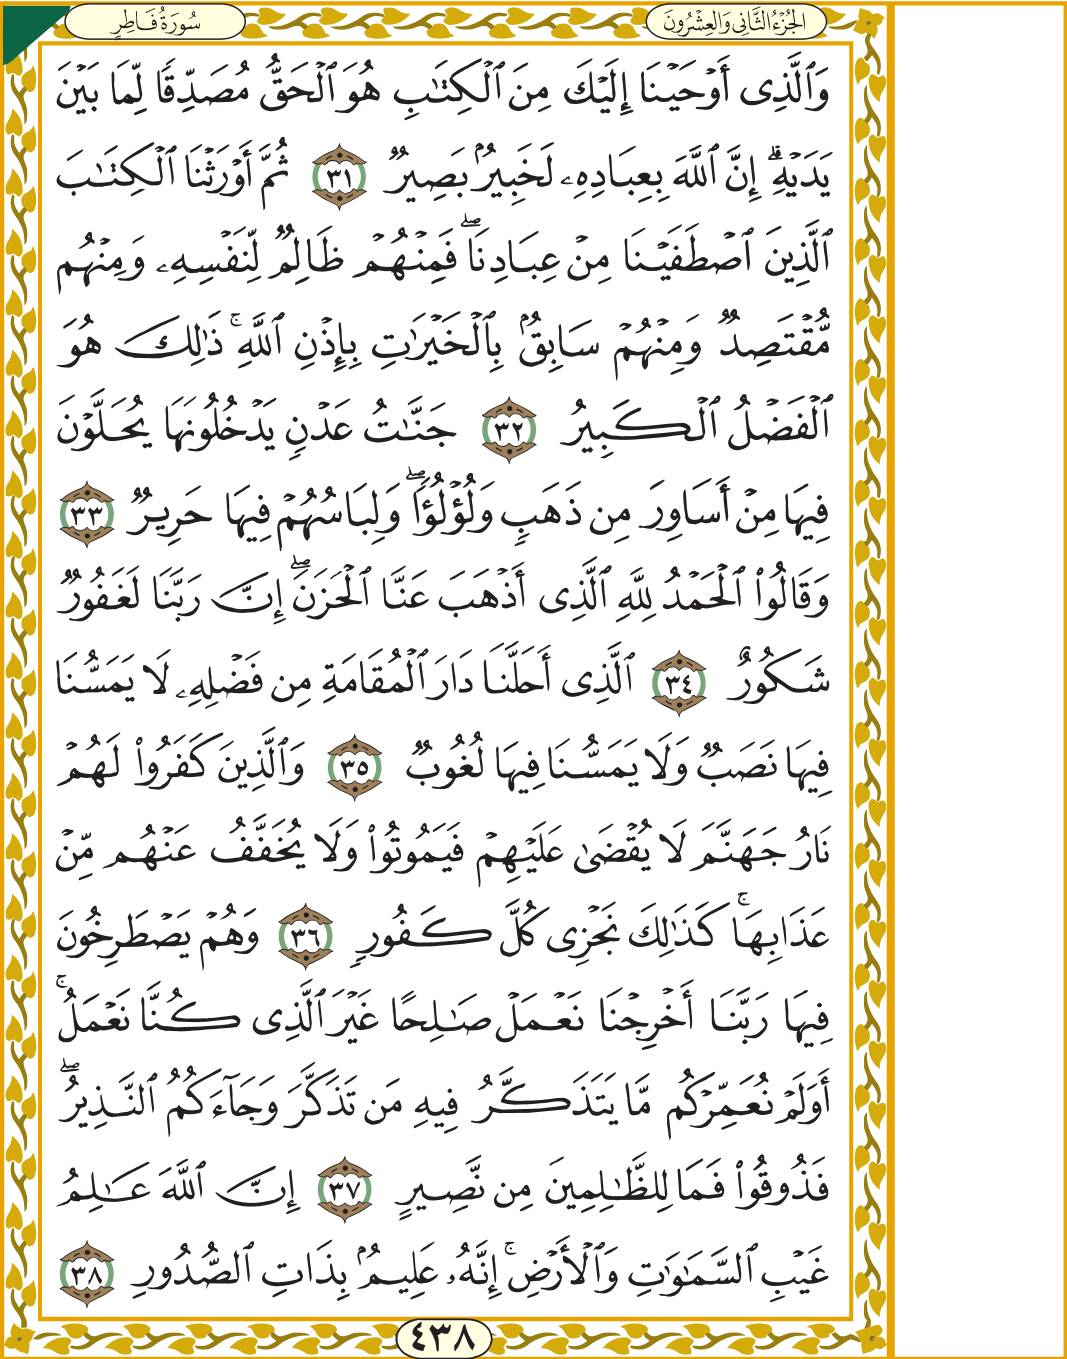 الجُزْءُ الثَّانِي وَالعِشْرُونَ
سُورَةُ فَاطِرٍ
وَٱلَّذِىٓ أَوْحَيْنَآ إِلَيْكَ مِنَ ٱلْكِتَٰبِ هُوَ ٱلْحَقُّ مُصَدِّقًا لِّمَا بَيْنَ
يَدَيْهِۗ إِنَّ ٱللَّهَ بِعِبَادِهِۦ لَخَبِيرٌۢ بَصِيرٌ ٣١ ثُمَّ أَوْرَثْنَا ٱلْكِتَٰبَ
ٱلَّذِينَ ٱصْطَفَيْنَا مِنْ عِبَادِنَاۖ فَمِنْهُمْ ظَالِمٌ لِّنَفْسِهِۦ وَمِنْهُم
مُّقْتَصِدٌ وَمِنْهُمْ سَابِقٌۢ بِٱلْخَيْرَٰتِ بِإِذْنِ ٱللَّهِۚ ذَٰلِكَ هُوَ
ٱلْفَضْلُ ٱلْكَبِيرُ ٣٢ جَنَّٰتُ عَدْنٍ يَدْخُلُونَهَا يُحَلَّوْنَ
فِيهَا مِنْ أَسَاوِرَ مِن ذَهَبٍ وَلُؤْلُؤًاۖ وَلِبَاسُهُمْ فِيهَا حَرِيرٌ ٣٣
وَقَالُوا۟ ٱلْحَمْدُ لِلَّهِ ٱلَّذِىٓ أَذْهَبَ عَنَّا ٱلْحَزَنَۖ إِنَّ رَبَّنَا لَغَفُورٌ
شَكُورٌ ٣٤ ٱلَّذِىٓ أَحَلَّنَا دَارَ ٱلْمُقَامَةِ مِن فَضْلِهِۦ لَا يَمَسُّنَا
فِيهَا نَصَبٌ وَلَا يَمَسُّنَا فِيهَا لُغُوبٌ ٣٥ وَٱلَّذِينَ كَفَرُوا۟ لَهُمْ
نَارُ جَهَنَّمَ لَا يُقْضَىٰ عَلَيْهِمْ فَيَمُوتُوا۟ وَلَا يُخَفَّفُ عَنْهُم مِّنْ
عَذَابِهَاۚ كَذَٰلِكَ نَجْزِى كُلَّ كَفُورٍ ٣٦ وَهُمْ يَصْطَرِخُونَ
فِيهَا رَبَّنَآ أَخْرِجْنَا نَعْمَلْ صَٰلِحًا غَيْرَ ٱلَّذِى كُنَّا نَعْمَلُۚ
أَوَلَمْ نُعَمِّرْكُم مَّا يَتَذَكَّرُ فِيهِ مَن تَذَكَّرَ وَجَآءَكُمُ ٱلنَّذِيرُۖ
فَذُوقُوا۟ فَمَا لِلظَّٰلِمِينَ مِن نَّصِيرٍ ٣٧ إِنَّ ٱللَّهَ عَٰلِمُ
غَيْبِ ٱلسَّمَٰوَٰتِ وَٱلْأَرْضِۚ إِنَّهُۥ عَلِيمٌۢ بِذَاتِ ٱلصُّدُورِ ٣٨
٤٣٨